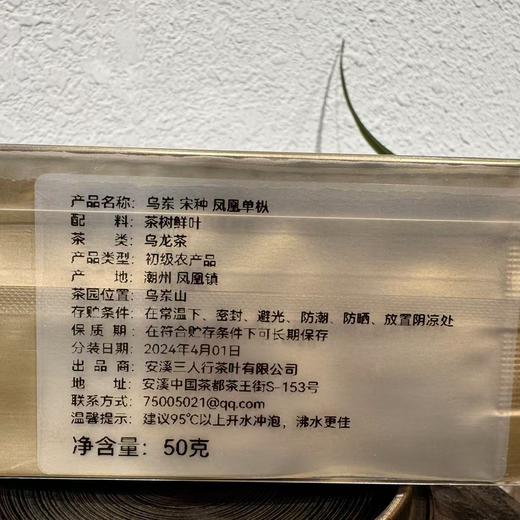 产品名称: 乌岽 宋种 凤凰单枞
配 料: 茶树鲜叶
茶 类: 乌龙茶
产品类型: 初级农产品
产 地: 潮州 凤凰镇
茶园位置: 乌岽山
存贮条件: 在常温下、密封、避光、防潮、防晒、放置阴凉处
保 质 期: 在符合贮存条件下可长期保存
分装日期: 2024年4月01日
出 品 商: 安溪三人行茶叶有限公司
地 址: 安溪中国茶都茶王街S-153号
联系方式: 75005021@qq.com
温馨提示: 建议95℃以上开水冲泡，沸水更佳
净含量: 50克